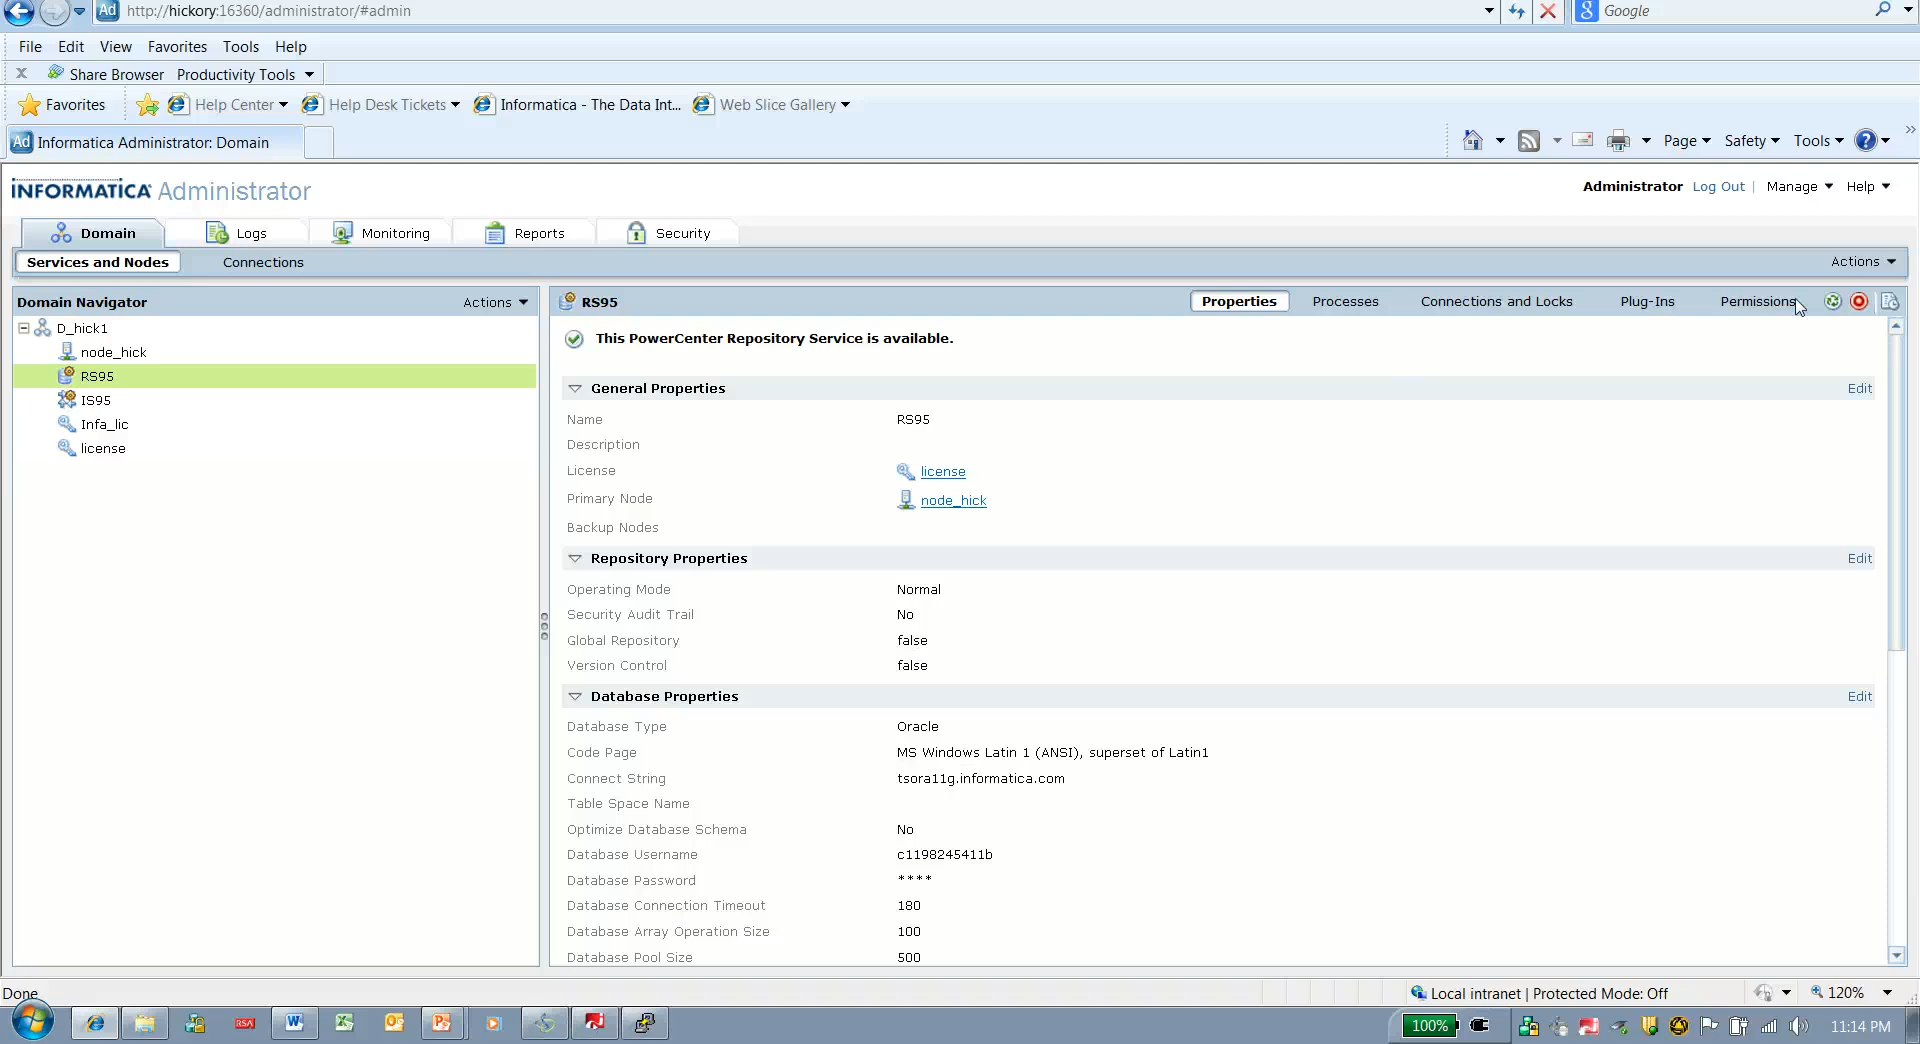 Ad http://hickory:16360/administrator/#admin
Google
File Edit View Favorites Tools Help
X Share Browser Productivity Tools
Favorites Help Center Help Desk Tickets Informatica - The Data Int... Web Slice Gallery
Ad Informatica Administrator: Domain
Page Safety Tools
INFORMATICA Administrator
Administrator Log Out | Manage Help
Domain Logs Monitoring Reports Security
Services and Nodes Connections Actions
Domain Navigator Actions
D_hick1
node_hick
RS95
IS95
Infa_lic
license
RS95 Properties Processes Connections and Locks Plug-Ins Permissions
This PowerCenter Repository Service is available.
General Properties Edit
Name RS95
Description
License license
Primary Node node_hick
Backup Nodes
Repository Properties Edit
Operating Mode Normal
Security Audit Trail No
Global Repository false
Version Control false
Database Properties Edit
Database Type Oracle
Code Page MS Windows Latin 1 (ANSI), superset of Latin1
Connect String tsora11g.informatica.com
Table Space Name
Optimize Database Schema No
Database Username c1198245411b
Database Password ****
Database Connection Timeout 180
Database Array Operation Size 100
Database Pool Size 500
Done
Local intranet | Protected Mode: Off
120%
RSA
100%
11:14 PM